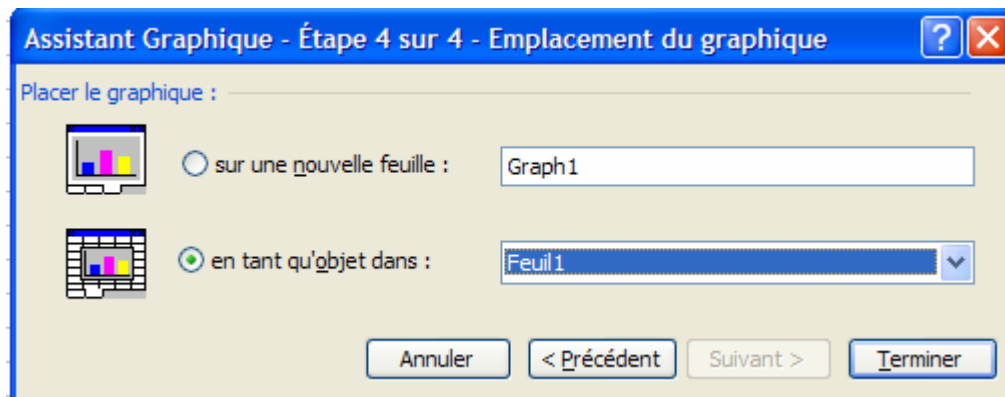 Assistant Graphique - Étape 4 sur 4 - Emplacement du graphique
Placer le graphique :
sur une nouvelle feuille : Graph1
en tant qu'objet dans : Feuil1
Annuler < Précédent Suivant > Terminer